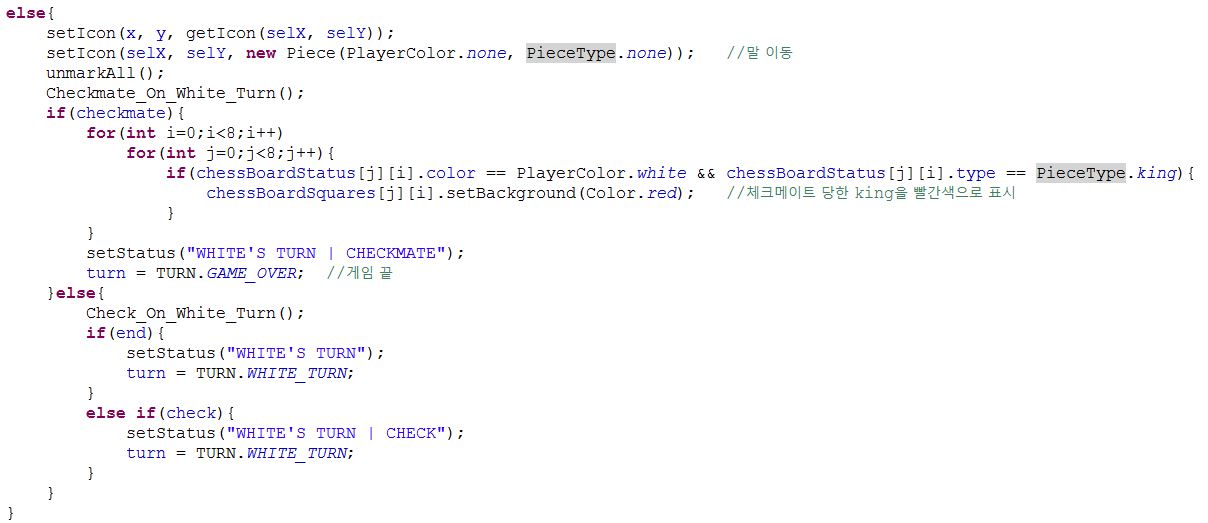 else{
    setIcon(x, y, getIcon(selX, selY));
    setIcon(selX, selY, new Piece(PlayerColor.none, PieceType.none));   //말 이동
    unmarkAll();
    Checkmate_On_White_Turn();
    if(checkmate){
        for(int i=0;i<8;i++)
            for(int j=0;j<8;j++){
                if(chessBoardStatus[j][i].color == PlayerColor.white && chessBoardStatus[j][i].type == PieceType.king){
                    chessBoardSquares[j][i].setBackground(Color.red);   //체크메이트 당한 king을 빨간색으로 표시
                }
        }
        setStatus("WHITE'S TURN | CHECKMATE");
        turn = TURN.GAME_OVER;  //게임 끝
    }else{
        Check_On_White_Turn();
        if(end){
            setStatus("WHITE'S TURN");
            turn = TURN.WHITE_TURN;
        }
        else if(check){
            setStatus("WHITE'S TURN | CHECK");
            turn = TURN.WHITE_TURN;
        }
    }
}